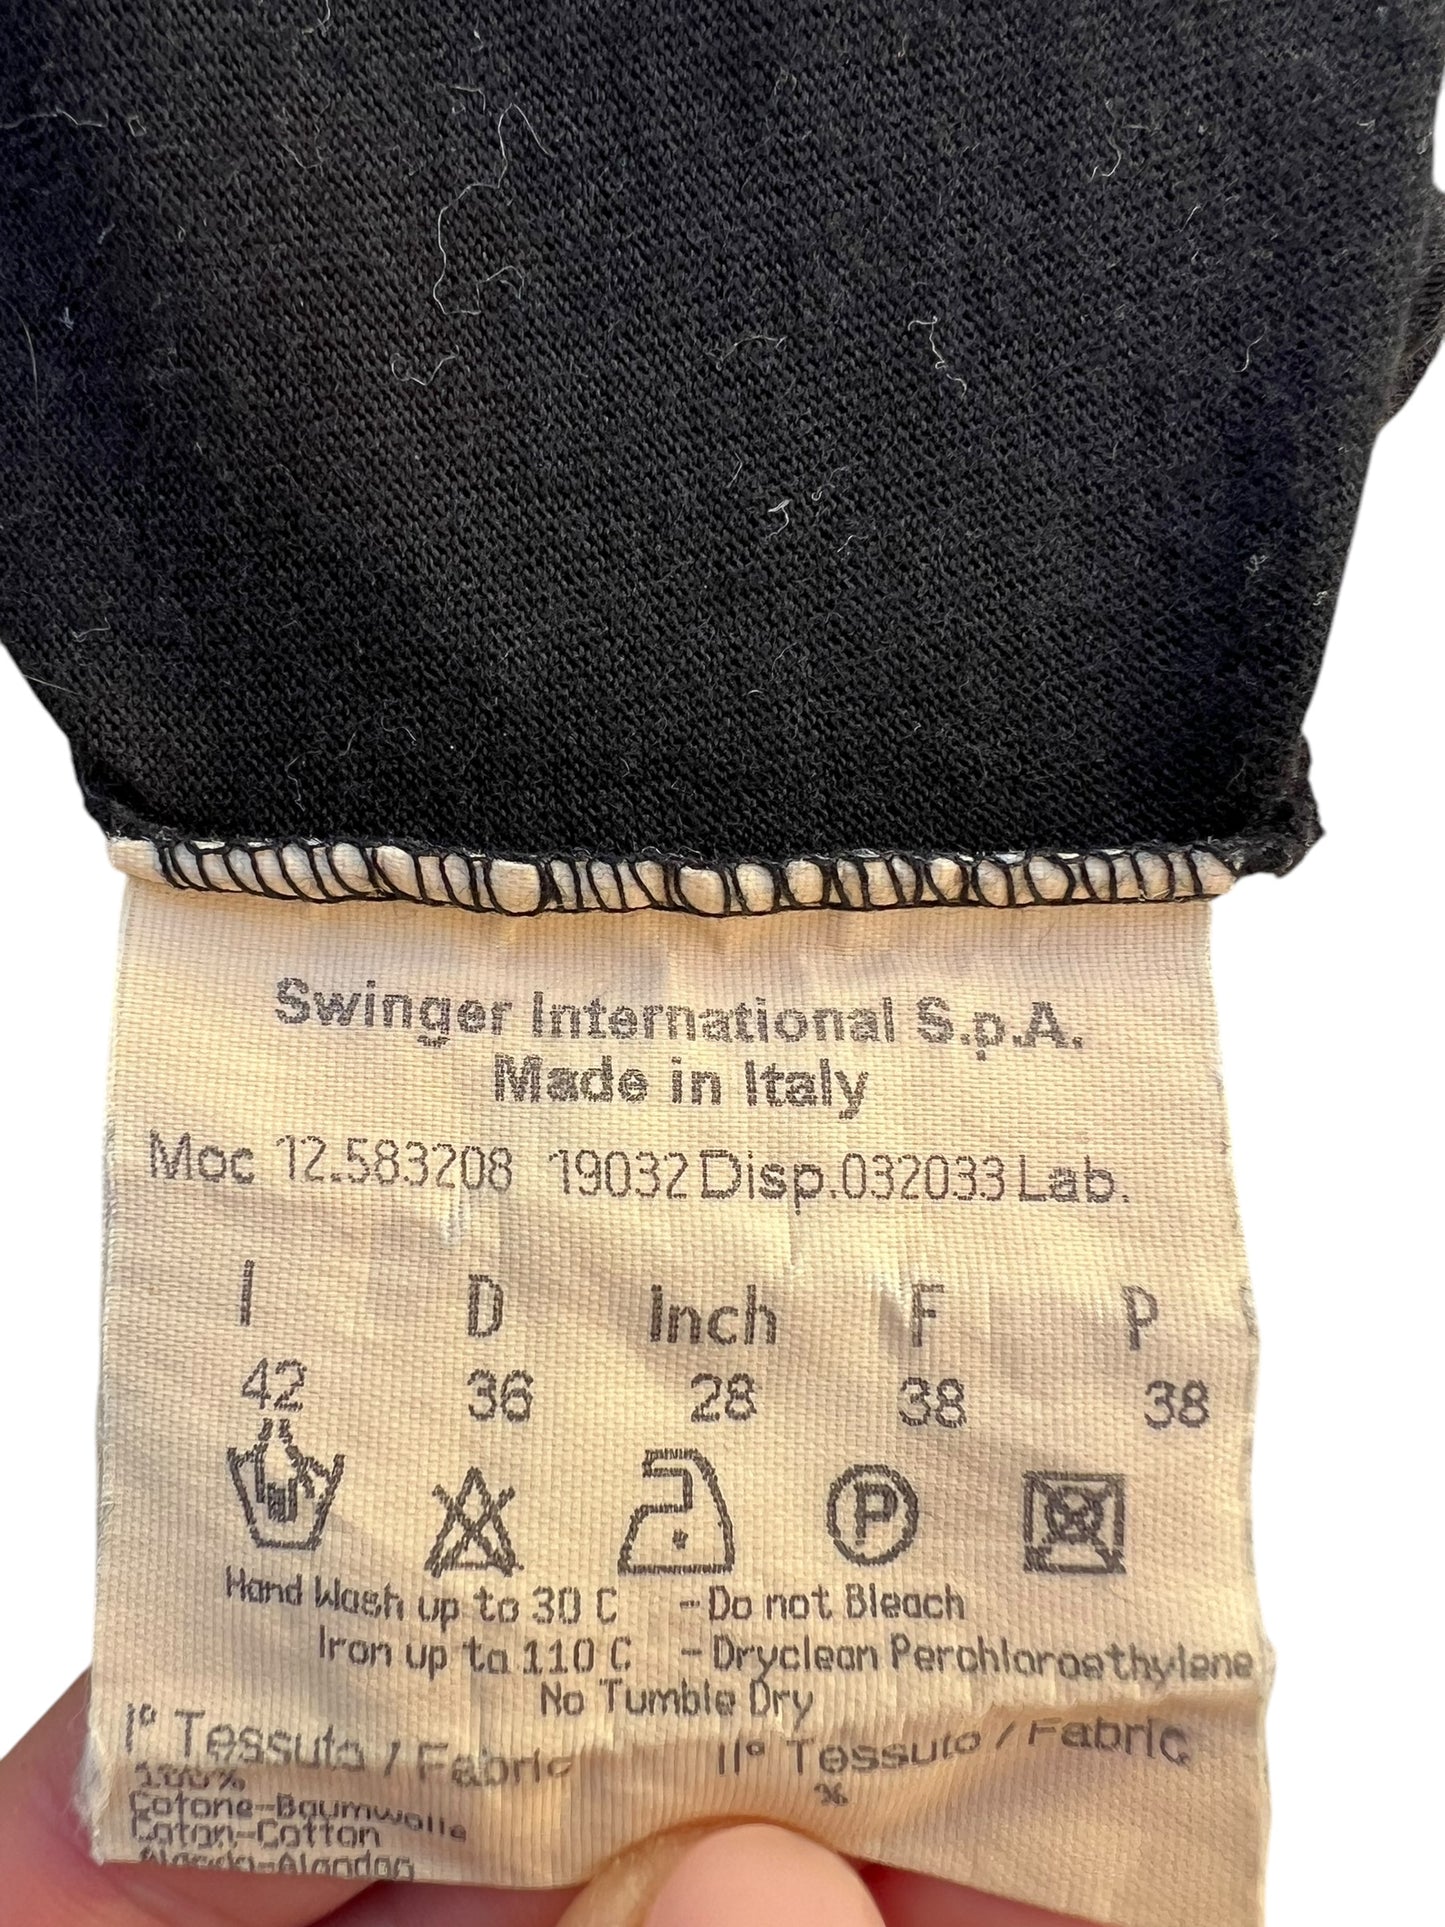 Swinger International S.p.A.
Made in Italy
Moc 12.583208 19032 Disp.032033 Lab.
I D Inch F P
42 36 28 38 38
P
Hand Wash up to 30 C - Do not Bleach
Iron up to 110 C - Dryclean Perchloroethylene
No Tumble Dry
I° Tessuto / Fabric II° Tessuto / Fabric
100% %
Cotone-Baumwolle
Coton-Cotton